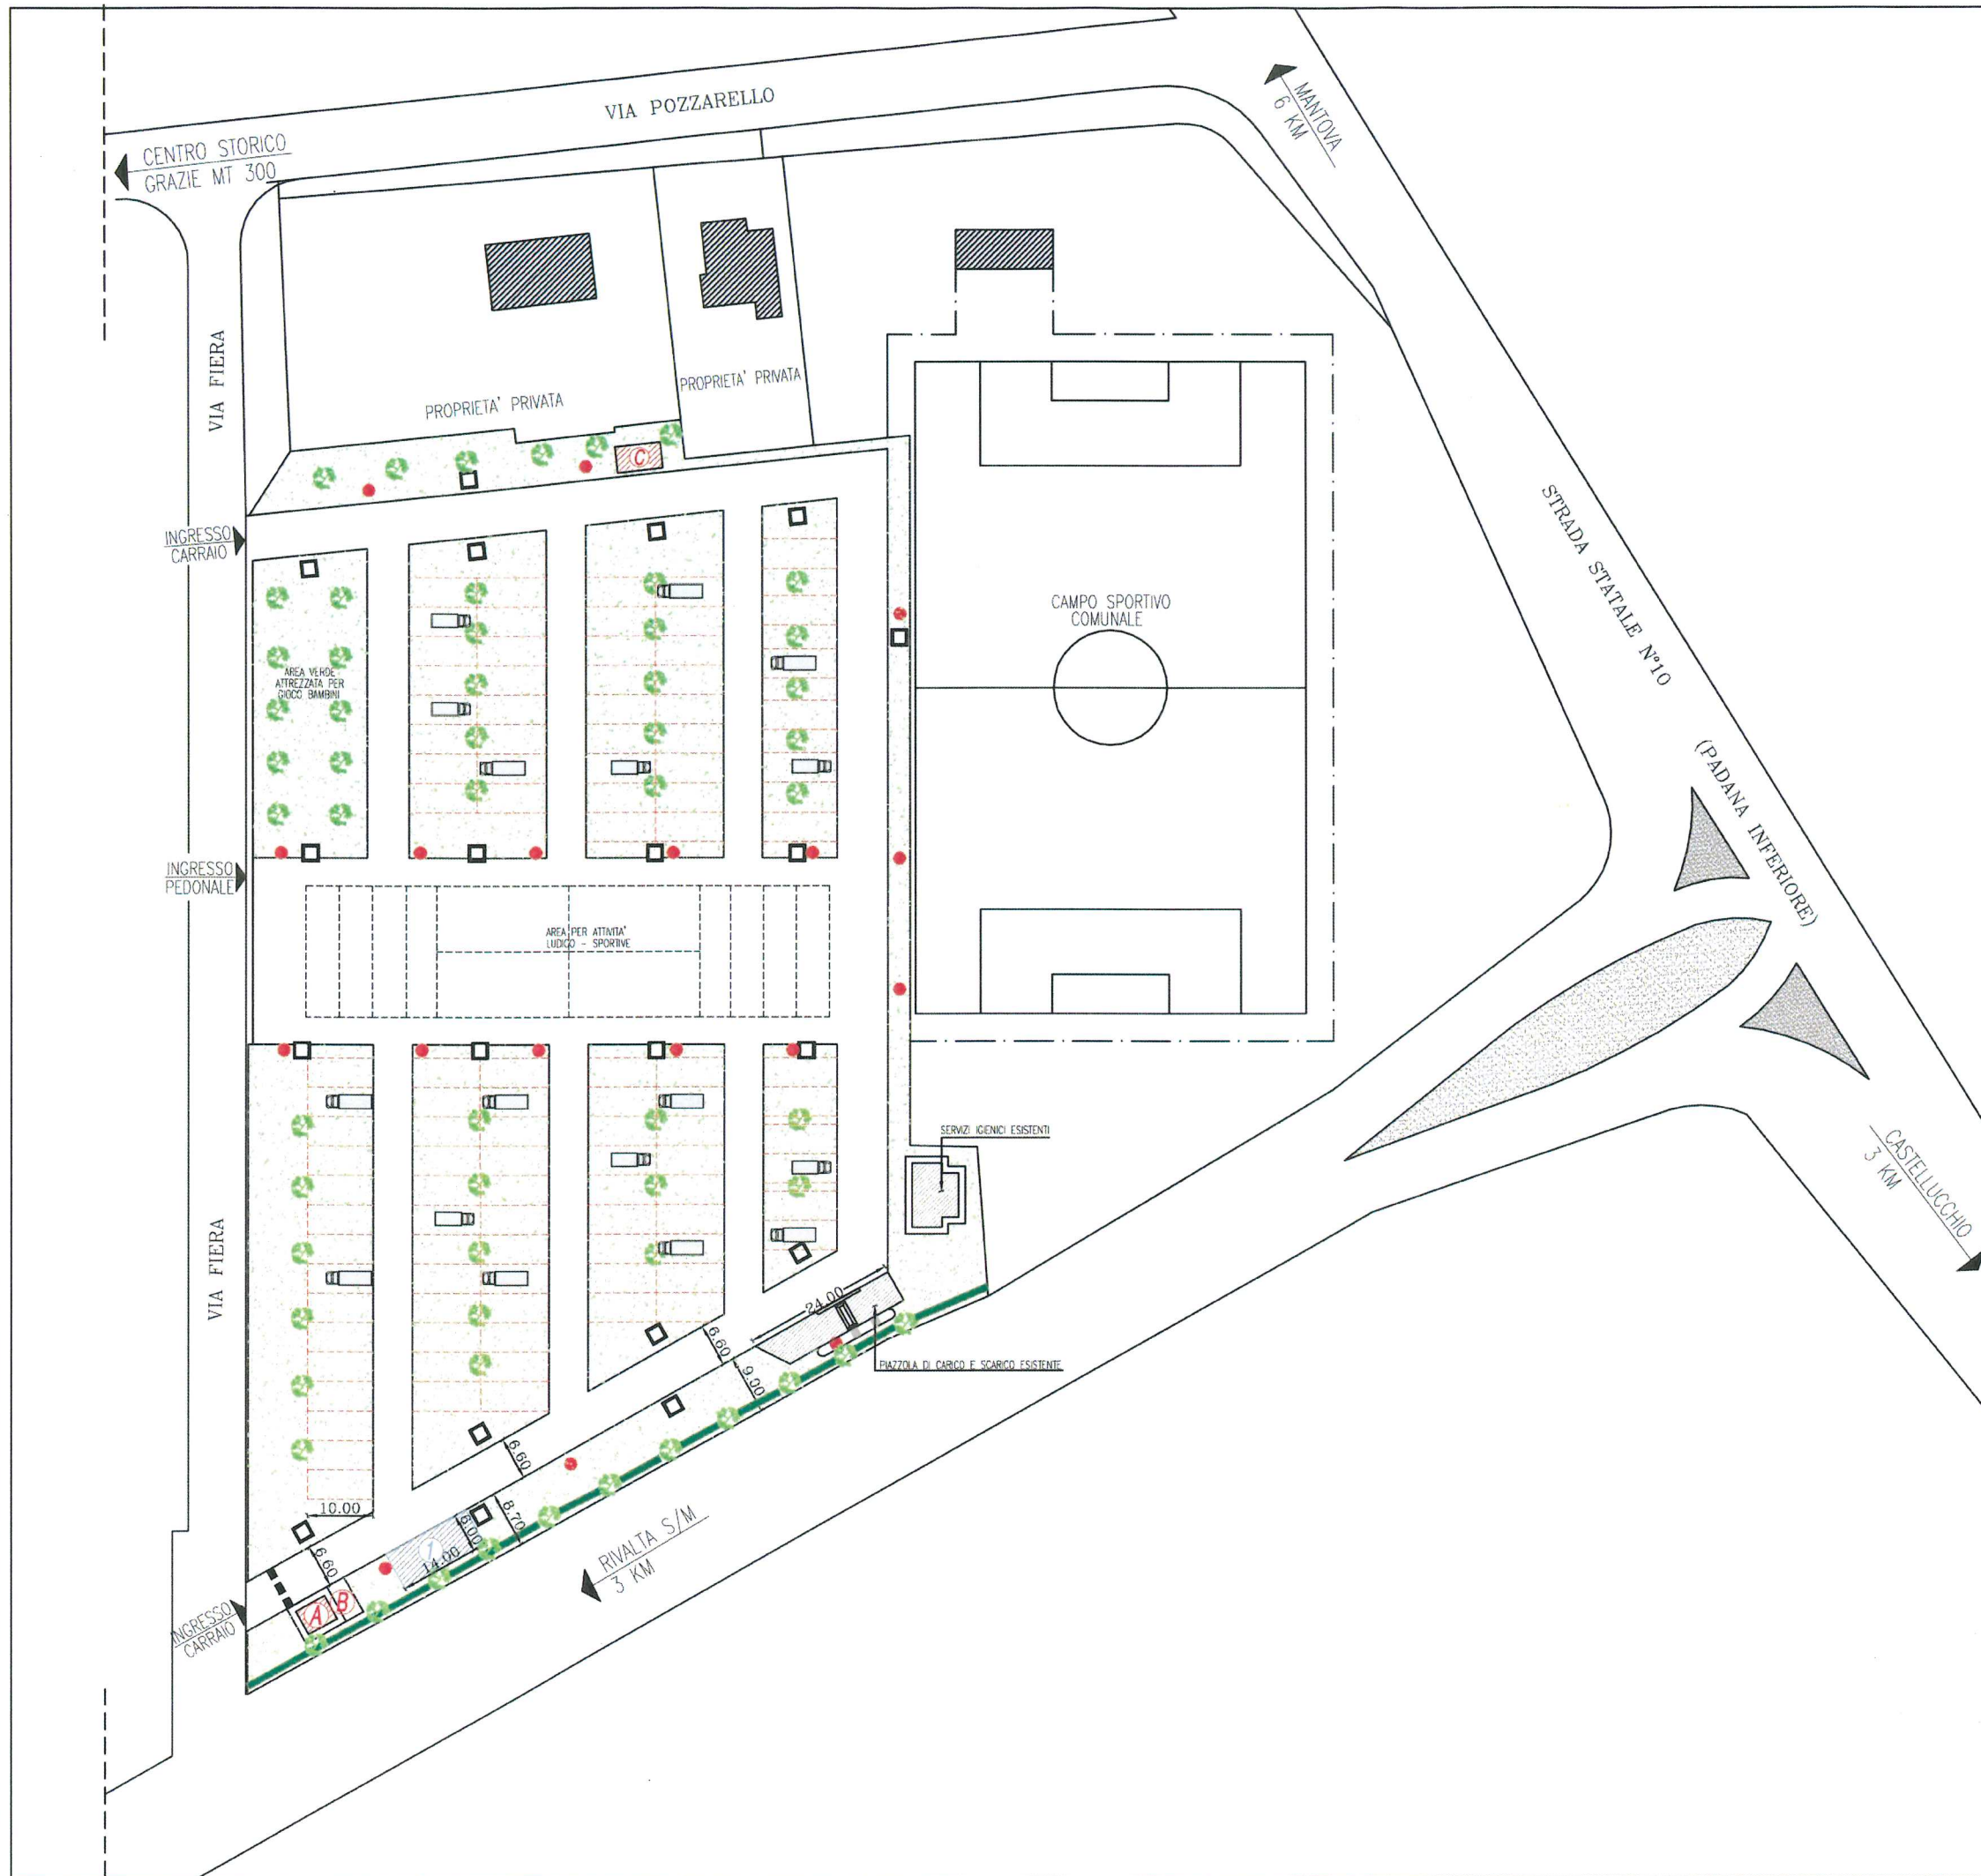 VIA POZZARELLO
CENTRO STORICO
GRAZIE MT 300
MANTOVA
6 KM
VIA FIERA
PROPRIETA' PRIVATA
PROPRIETA' PRIVATA
C
INGRESSO
CARRAIO
STRADA STATALE N°10
(PADANA INFERIORE)
CAMPO SPORTIVO
COMUNALE
AREA VERDE
ATTREZZATA PER
GIOCO BAMBINI
INGRESSO
PEDONALE
AREA PER ATTIVITA'
LUDICO - SPORTIVE
SERVIZI IGIENICI ESISTENTI
CASTELLUCCHIO
3 KM
VIA FIERA
24.00
6.60
9.00
PIAZZOLA DI CARICO E SCARICO ESISTENTE
6.60
10.00
8.70
6.00
1
14.00
6.60
RIVALTA S/M
3 KM
A
B
INGRESSO
CARRAIO